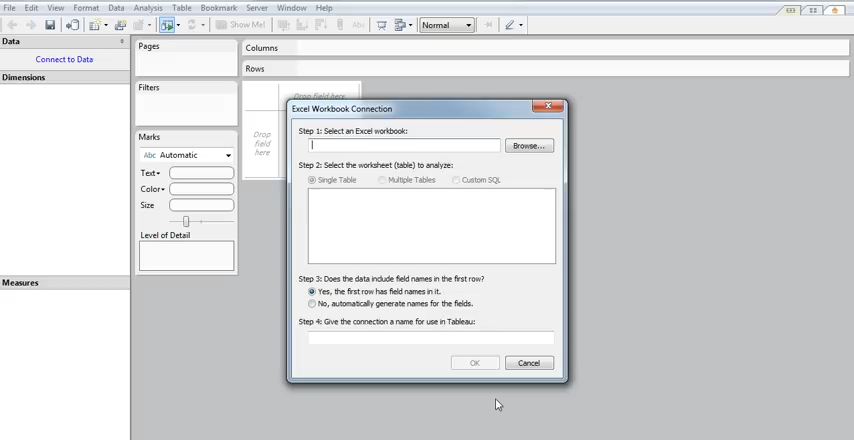 File Edit View Format Data Analysis Table Bookmark Server Window Help
Show Me! Abc Normal
Data
Connect to Data
Dimensions
Measures
Pages
Filters
Marks
Abc Automatic
Text
Color
Size
Level of Detail
Columns
Rows
Drop field here
Drop
field
here
Excel Workbook Connection
Step 1: Select an Excel workbook:
Browse...
Step 2: Select the worksheet (table) to analyze:
Single Table Multiple Tables Custom SQL
Step 3: Does the data include field names in the first row?
Yes, the first row has field names in it.
No, automatically generate names for the fields.
Step 4: Give the connection a name for use in Tableau:
OK Cancel